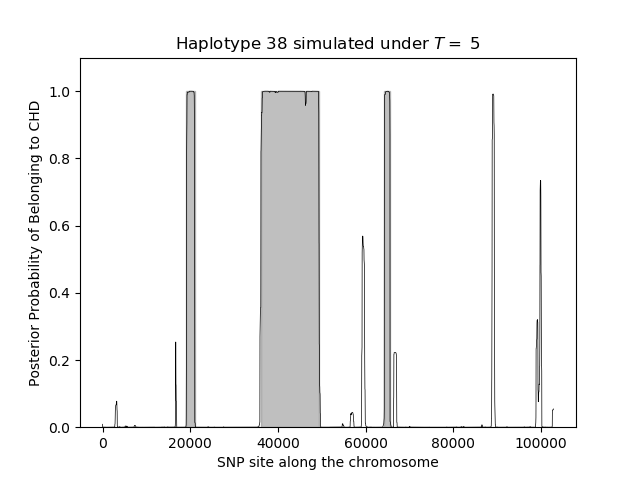 Haplotype 38 simulated under T = 5
Posterior Probability of Belonging to CHD
1.0
0.8
0.6
0.4
0.2
0.0
0 20000 40000 60000 80000 100000
SNP site along the chromosome